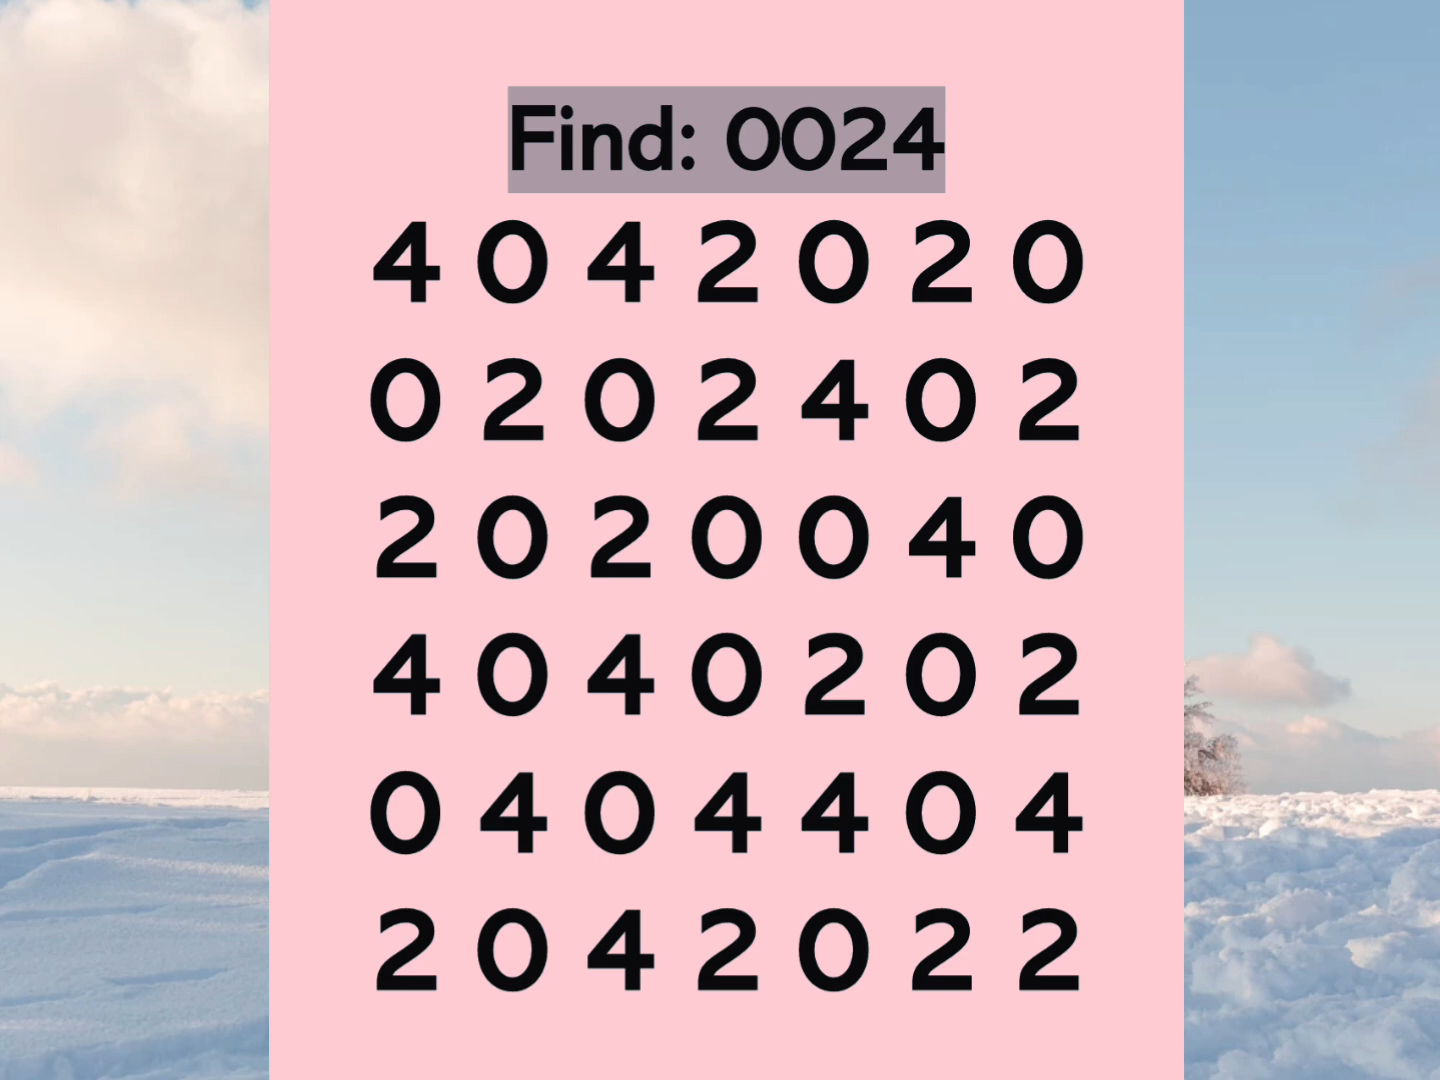 Find: 0024
4 0 4 2 0 2 0
0 2 0 2 4 0 2
2 0 2 0 0 4 0
4 0 4 0 2 0 2
0 4 0 4 4 0 4
2 0 4 2 0 2 2